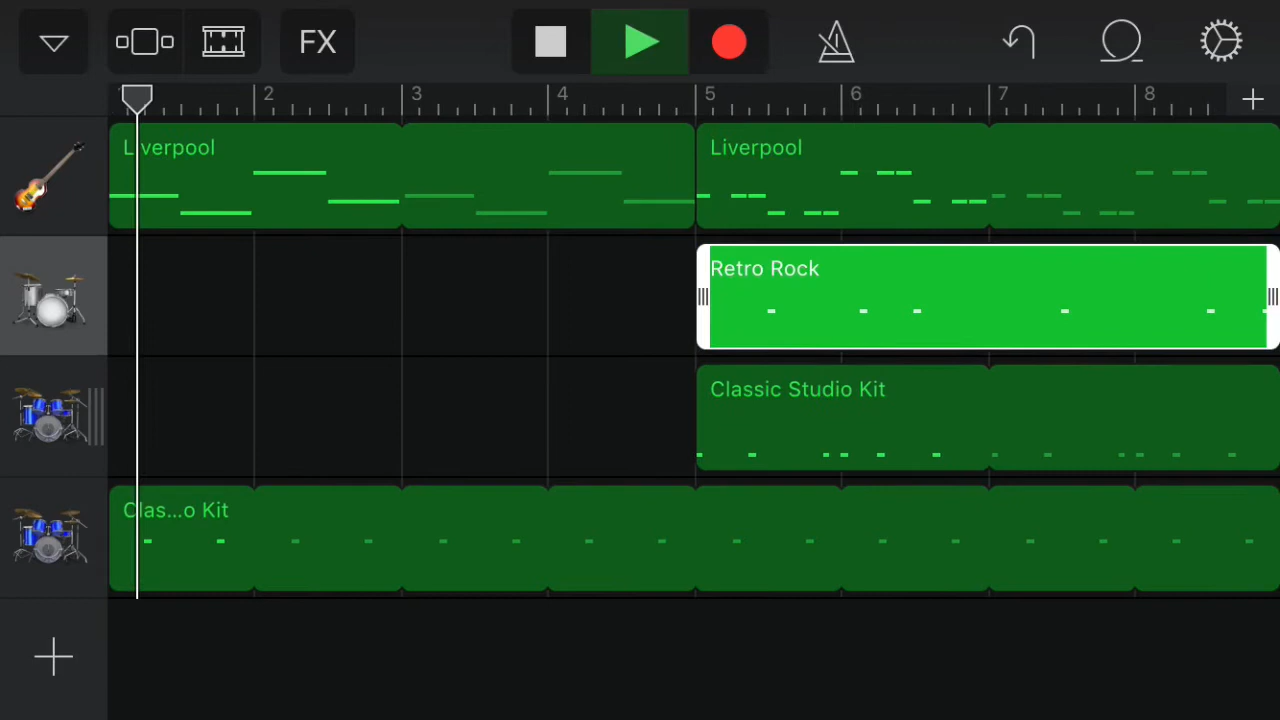 FX
2 3 4 5 6 7 8
Liverpool Liverpool
Retro Rock
Classic Studio Kit
Clas...o Kit